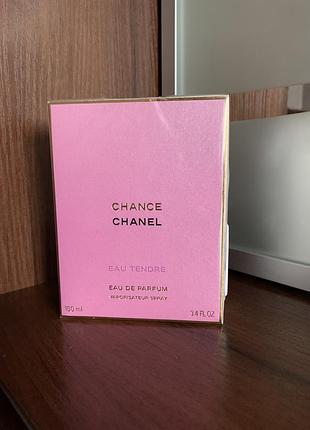 CHANCE
CHANEL
EAU TENDRE
EAU DE PARFUM
VAPORISATEUR SPRAY
100 ml 3.4 FL.OZ